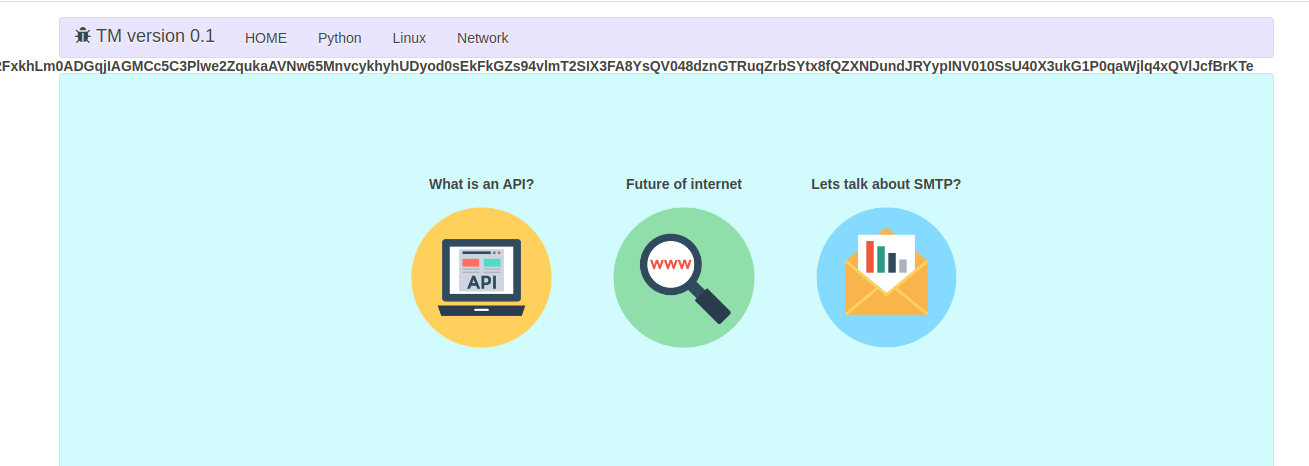 TM version 0.1 HOME Python Linux Network
FxkhLm0ADGqjIAGMCc5C3Plwe2ZqukaAVNw65MnvcykhyhUDyod0sEkFkGZs94vlmT2SIX3FA8YsQV048dznGTRuqZrbSYtx8fQZXNDundJRYypINV010SsU40X3ukG1P0qaWjlq4xQVlJcfBrKTe
What is an API? Future of internet Lets talk about SMTP?
API WWW